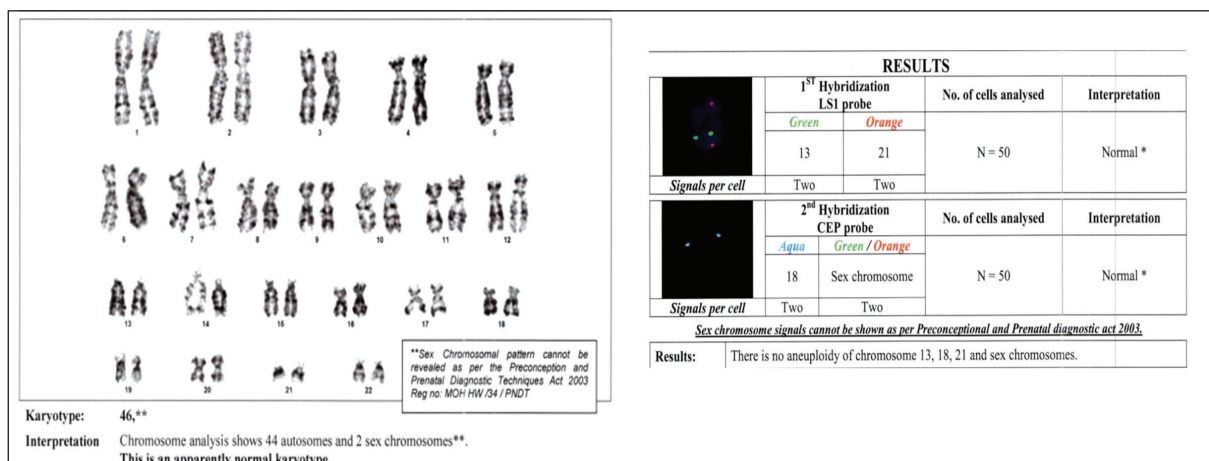 1 2 3 4 5
6 7 8 9 10 11 12
13 14 15 16 17 18
19 20 21 22
**Sex Chromosomal pattern cannot be
revealed as per the Preconception and
Prenatal Diagnostic Techniques Act 2003
Reg no: MOH HW /34 / PNDT
Karyotype: 46,**
Interpretation Chromosome analysis shows 44 autosomes and 2 sex chromosomes**.
This is an apparently normal karyotype
RESULTS
1ST Hybridization
LS1 probe
No. of cells analysed
Interpretation
Green Orange
13 21
N = 50
Normal *
Signals per cell Two Two
2nd Hybridization
CEP probe
No. of cells analysed
Interpretation
Aqua Green / Orange
18 Sex chromosome
N = 50
Normal *
Signals per cell Two Two
Sex chromosome signals cannot be shown as per Preconceptional and Prenatal diagnostic act 2003.
Results: There is no aneuploidy of chromosome 13, 18, 21 and sex chromosomes.